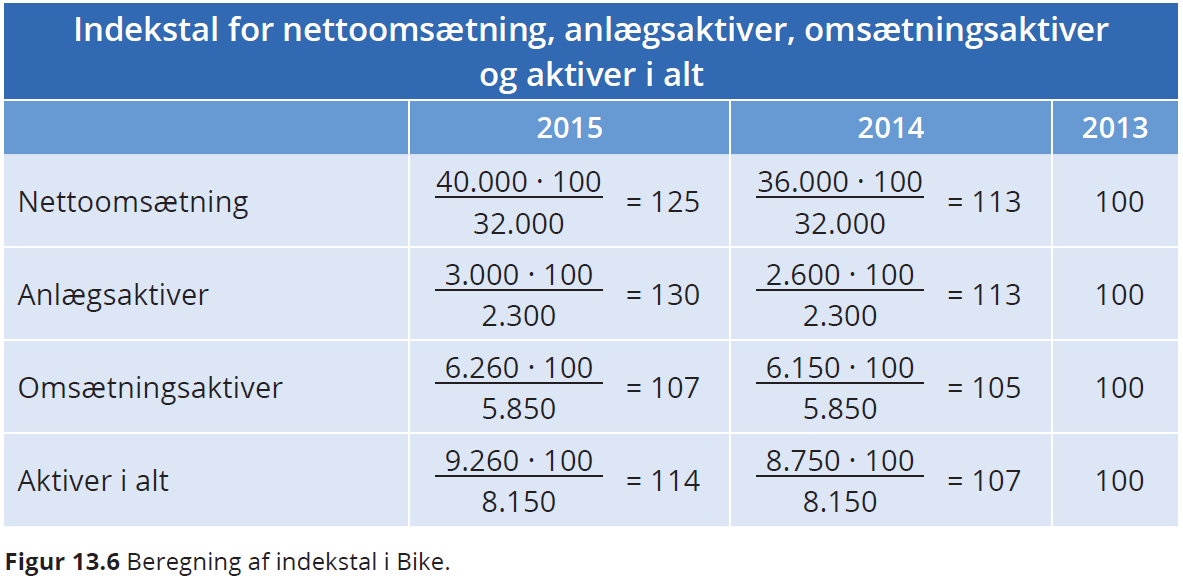 Indekstal for nettoomsætning, anlægsaktiver, omsætningsaktiver
og aktiver i alt
2015 2014 2013
Nettoomsætning 40.000 · 100 / 32.000 = 125 36.000 · 100 / 32.000 = 113 100
Anlægsaktiver 3.000 · 100 / 2.300 = 130 2.600 · 100 / 2.300 = 113 100
Omsætningsaktiver 6.260 · 100 / 5.850 = 107 6.150 · 100 / 5.850 = 105 100
Aktiver i alt 9.260 · 100 / 8.150 = 114 8.750 · 100 / 8.150 = 107 100
Figur 13.6 Beregning af indekstal i Bike.